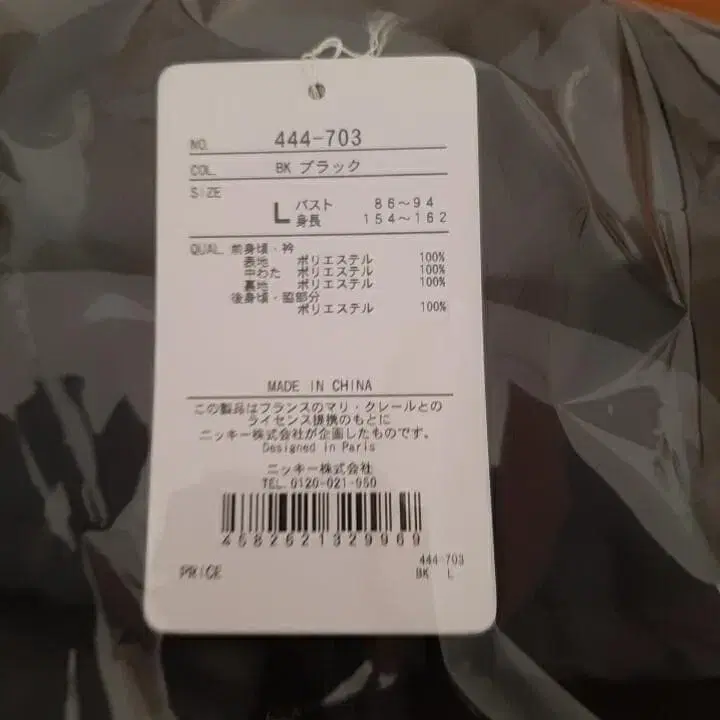 NO. 444-703
COL. BK ブラック
SIZE
L バスト 86～94
身長 154～162
QUAL. 前身頃・衿
表地 ポリエステル 100%
中わた ポリエステル 100%
裏地 ポリエステル 100%
後身頃・脇部分
ポリエステル 100%
MADE IN CHINA
この製品はフランスのマリ・クレールとの
ライセンス提携のもとに
ニッキー株式会社が企画したものです。
Designed in Paris
ニッキー株式会社
TEL. 0120-021-050
4582621329969
444-703
PRICE BK L